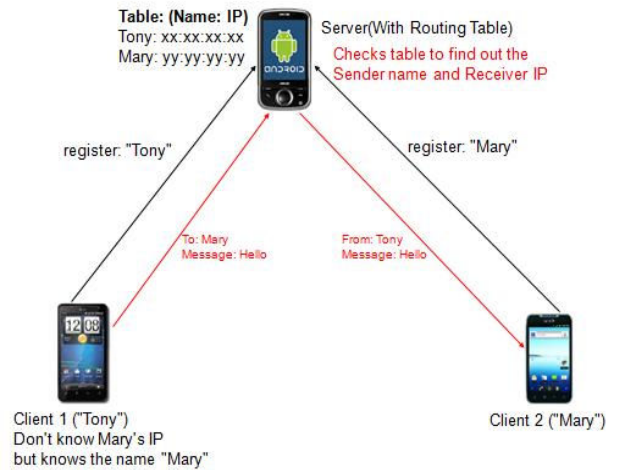 Table: (Name: IP)
Tony: xx:xx:xx:xx
Mary: yy:yy:yy:yy
Server(With Routing Table)
Checks table to find out the
Sender name and Receiver IP
ANDROID
register: "Tony"
register: "Mary"
To: Mary
Message: Hello
From: Tony
Message: Hello
12 08
Client 1 ("Tony")
Don't know Mary's IP
but knows the name "Mary"
Client 2 ("Mary")